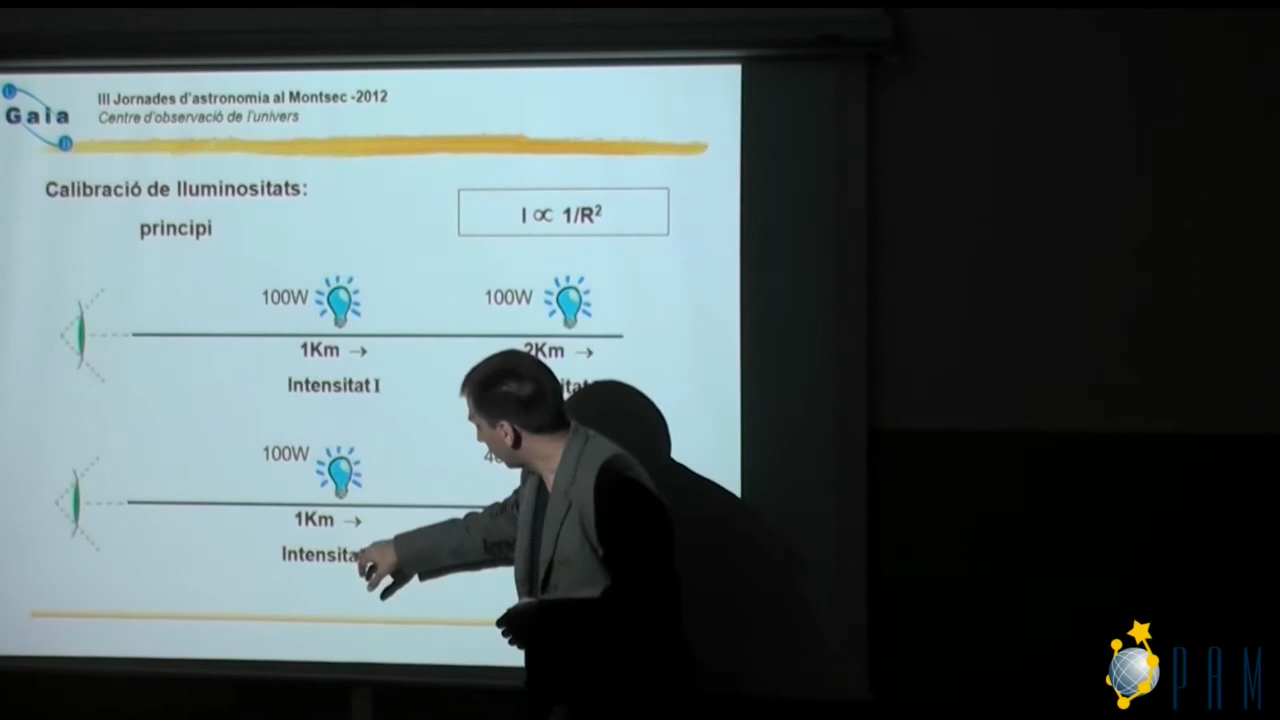 Gaia
III Jornades d'astronomia al Montsec -2012
Centre d'observació de l'univers
Calibració de lluminositats:
principi
I ∝ 1/R²
100W
100W
1Km →
2Km →
Intensitat I
100W
1Km →
PAM